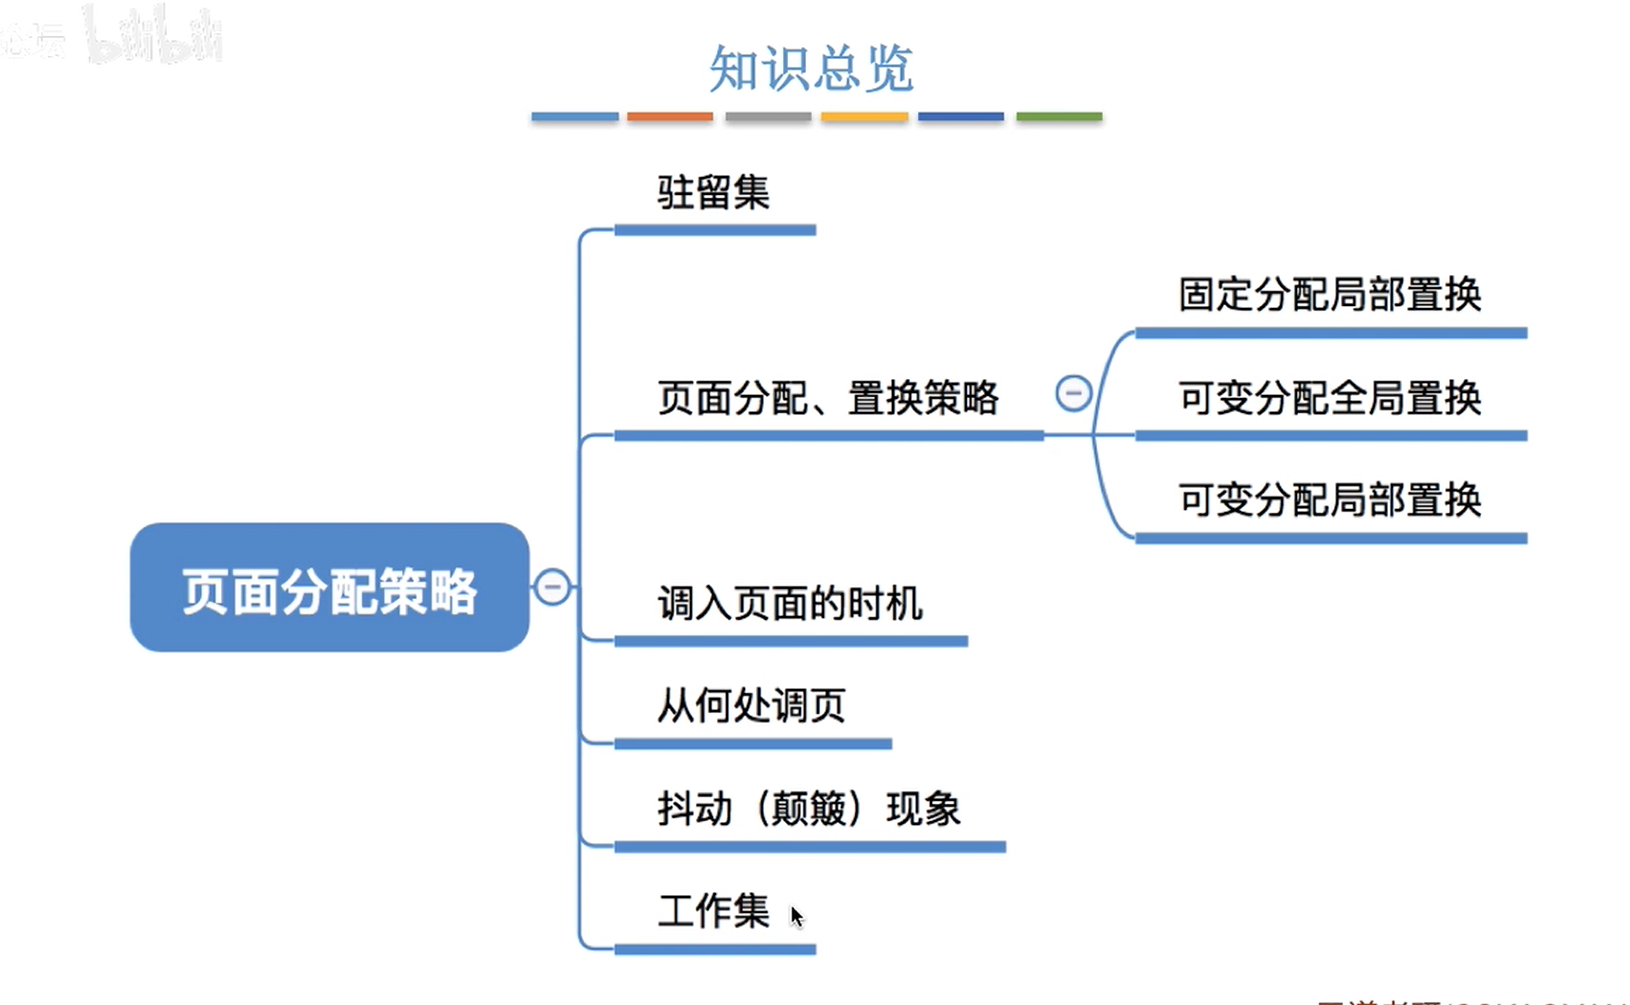 bilibili
知识总览
驻留集
固定分配局部置换
页面分配、置换策略
可变分配全局置换
可变分配局部置换
页面分配策略
调入页面的时机
从何处调页
抖动（颠簸）现象
工作集